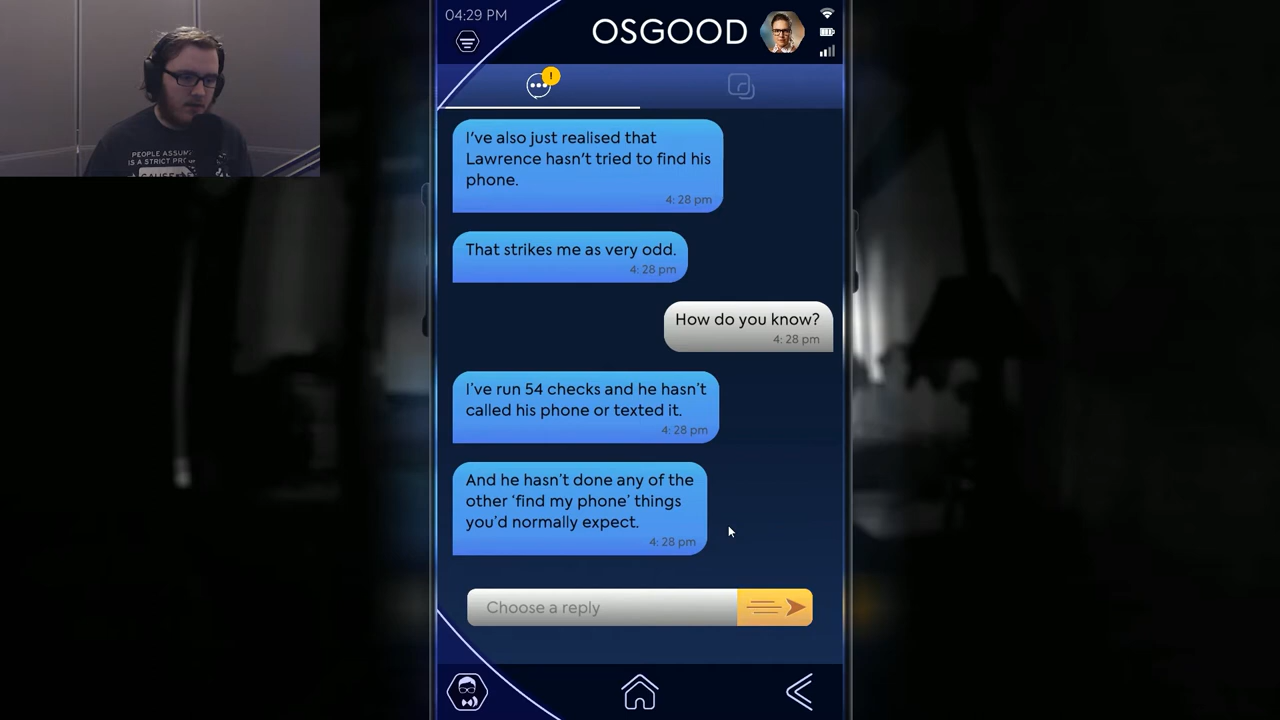 04:29 PM
OSGOOD
!
I've also just realised that
Lawrence hasn't tried to find his
phone.
4: 28 pm
That strikes me as very odd.
4: 28 pm
How do you know?
4: 28 pm
I've run 54 checks and he hasn't
called his phone or texted it.
4: 28 pm
And he hasn't done any of the
other ‘find my phone’ things
you'd normally expect.
4: 28 pm
Choose a reply
PEOPLE ASSUM
IS A STRICT PRO
CAUSE